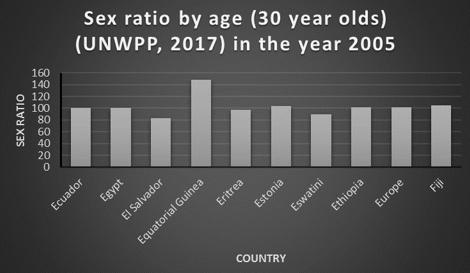 Sex ratio by age (30 year olds)
(UNWPP, 2017) in the year 2005
160
140
120
100
80
60
40
20
0
SEX RATIO
Ecuador
Egypt
El Salvador
Equatorial Guinea
Eritrea
Estonia
Eswatini
Ethiopia
Europe
Fiji
COUNTRY